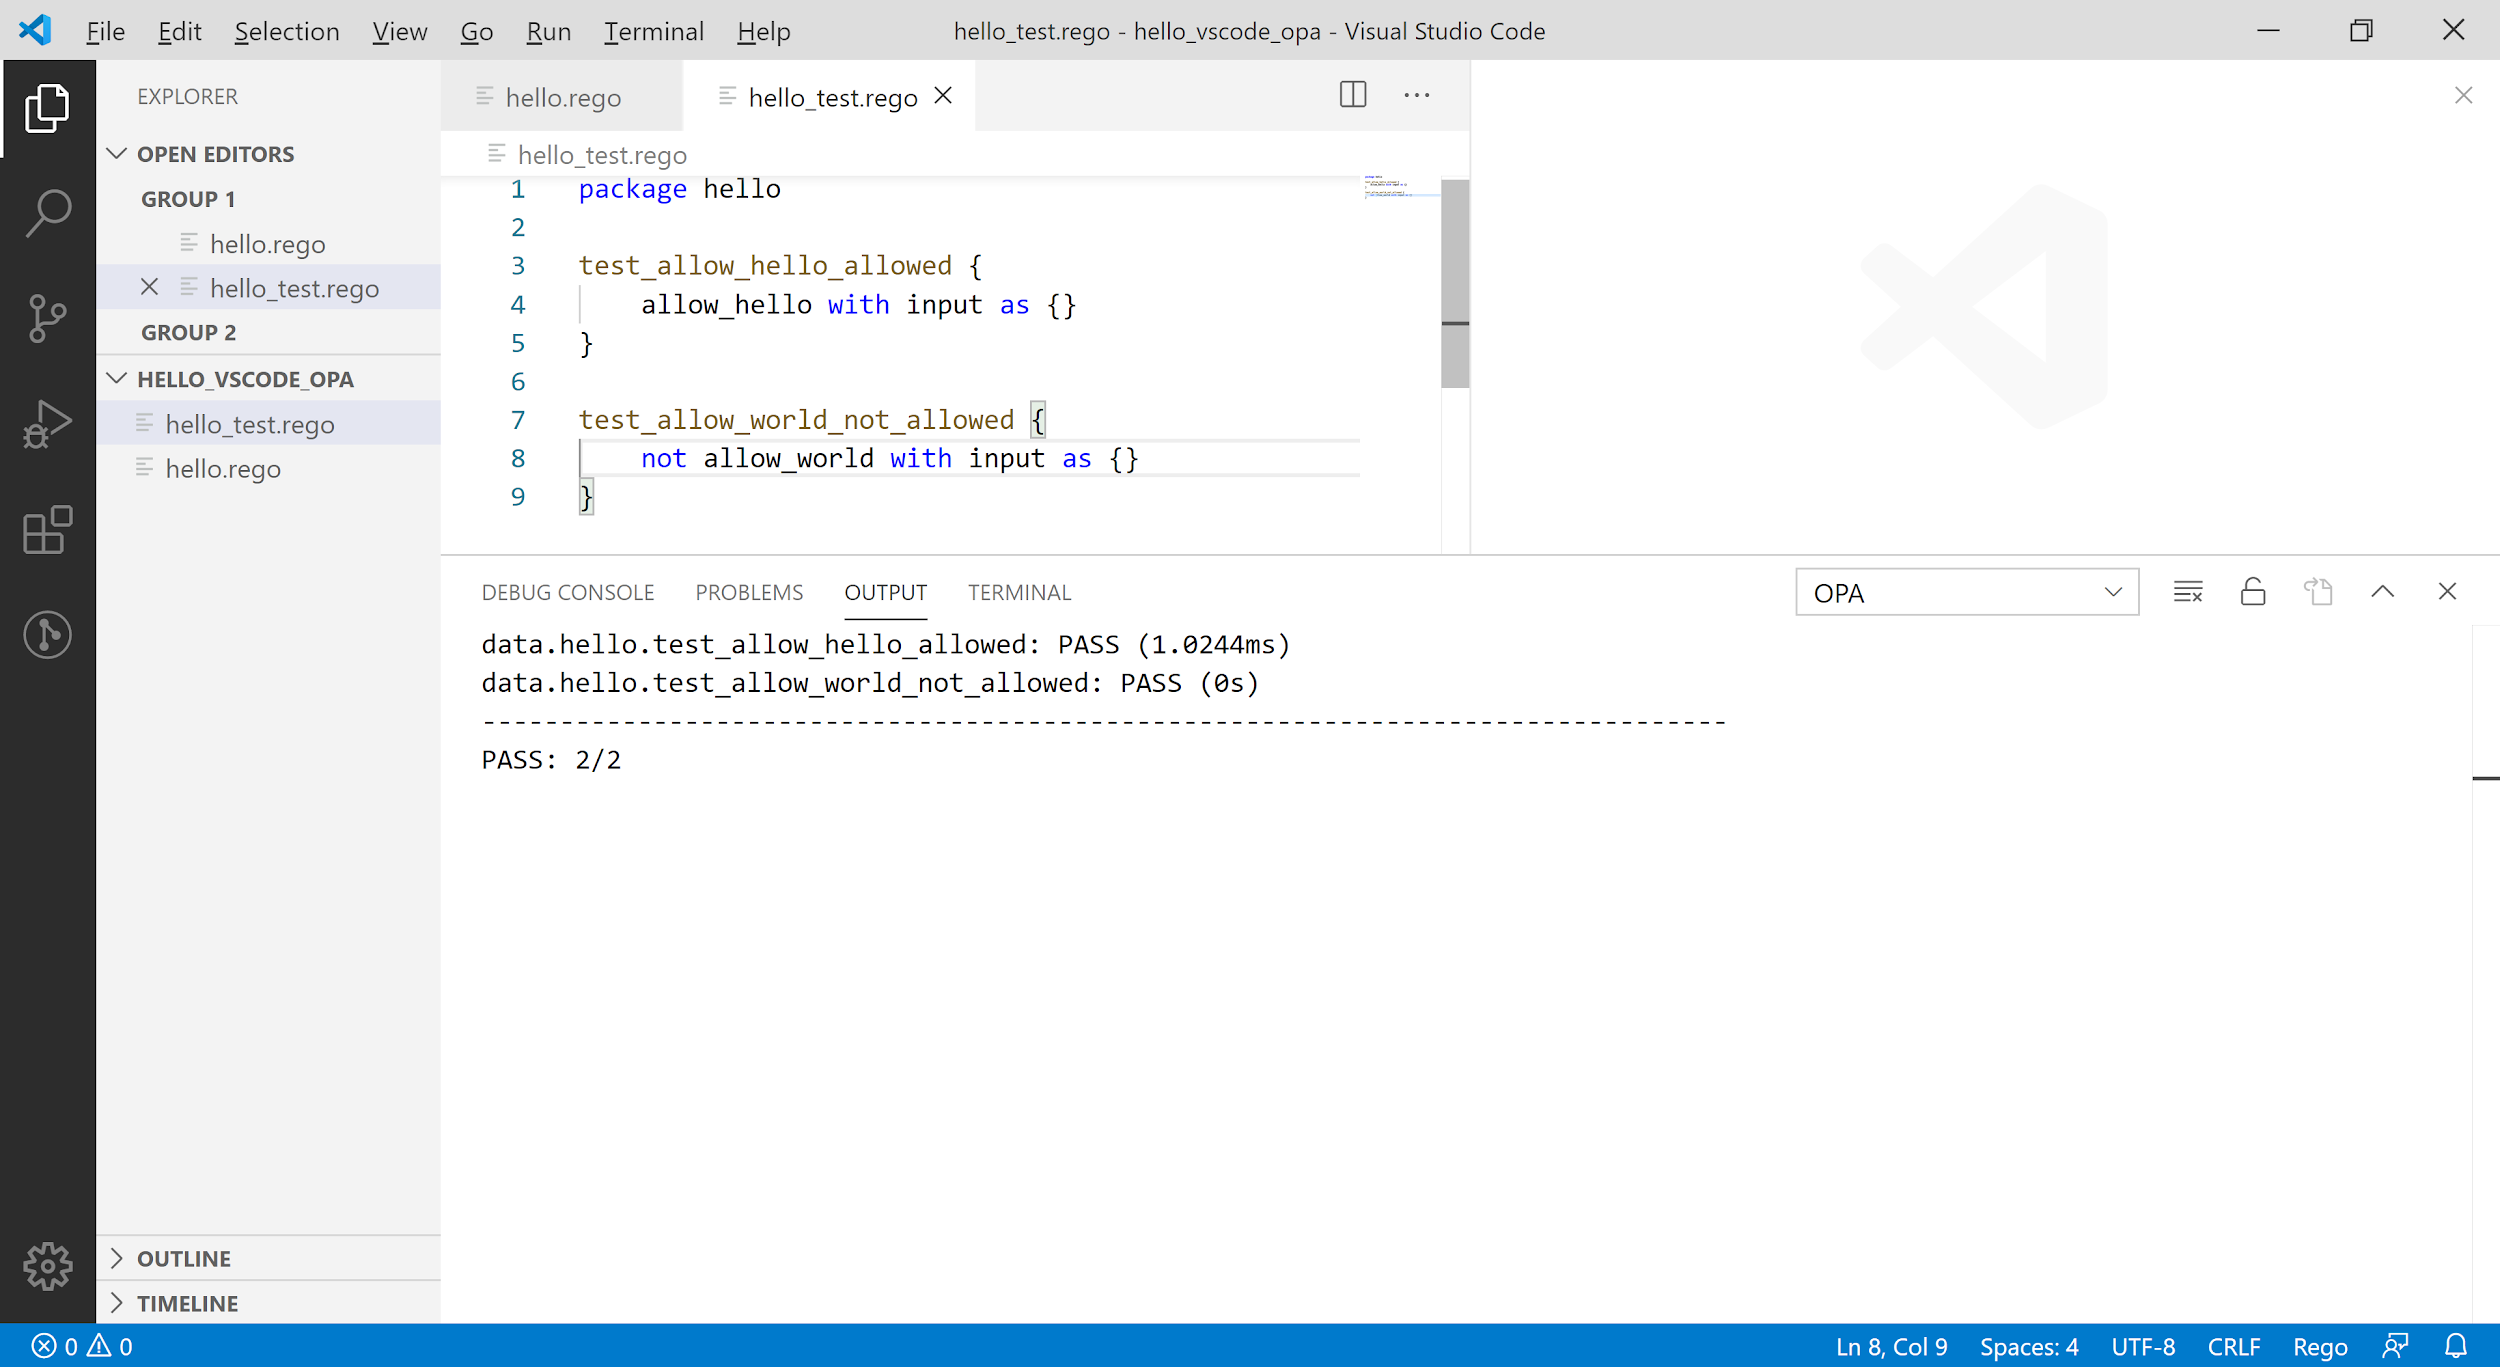 File Edit Selection View Go Run Terminal Help hello_test.rego - hello_vscode_opa - Visual Studio Code
EXPLORER
OPEN EDITORS
GROUP 1
hello.rego
hello_test.rego
GROUP 2
HELLO_VSCODE_OPA
hello_test.rego
hello.rego
OUTLINE
TIMELINE
hello.rego hello_test.rego
hello_test.rego
1 package hello
2
3 test_allow_hello_allowed {
4     allow_hello with input as {}
5 }
6
7 test_allow_world_not_allowed {
8     not allow_world with input as {}
9 }
DEBUG CONSOLE PROBLEMS OUTPUT TERMINAL OPA
data.hello.test_allow_hello_allowed: PASS (1.0244ms)
data.hello.test_allow_world_not_allowed: PASS (0s)
--------------------------------------------------------------------------------
PASS: 2/2
0 0 Ln 8, Col 9 Spaces: 4 UTF-8 CRLF Rego